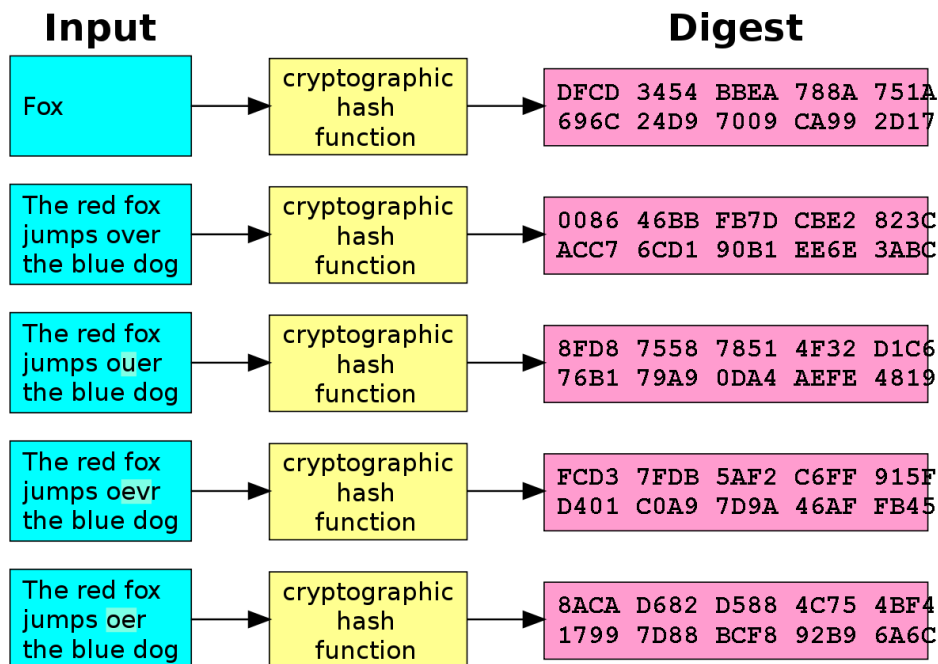 Input
Digest
Fox
cryptographic
hash
function
DFCD 3454 BBEA 788A 751A
696C 24D9 7009 CA99 2D17
The red fox
jumps over
the blue dog
cryptographic
hash
function
0086 46BB FB7D CBE2 823C
ACC7 6CD1 90B1 EE6E 3ABC
The red fox
jumps ouer
the blue dog
cryptographic
hash
function
8FD8 7558 7851 4F32 D1C6
76B1 79A9 0DA4 AEFE 4819
The red fox
jumps oevr
the blue dog
cryptographic
hash
function
FCD3 7FDB 5AF2 C6FF 915F
D401 C0A9 7D9A 46AF FB45
The red fox
jumps oer
the blue dog
cryptographic
hash
function
8ACA D682 D588 4C75 4BF4
1799 7D88 BCF8 92B9 6A6C